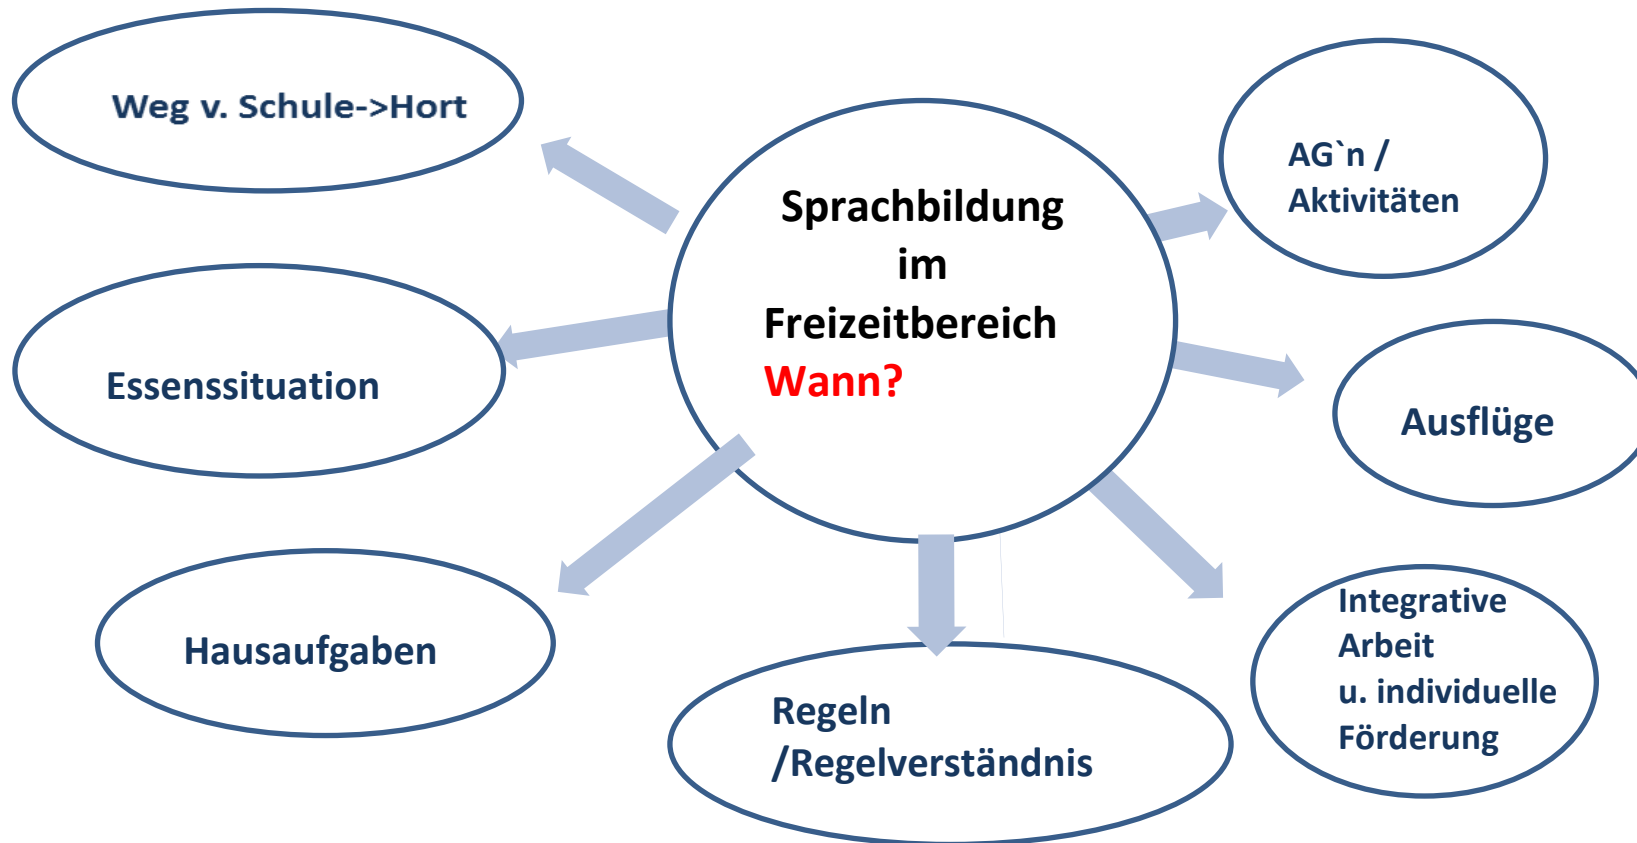 Weg v. Schule->Hort
Sprachbildung
im
Freizeitbereich
Wann?
AG`n /
Aktivitäten
Essenssituation
Ausflüge
Hausaufgaben
Regeln
/Regelverständnis
Integrative
Arbeit
u. individuelle
Förderung